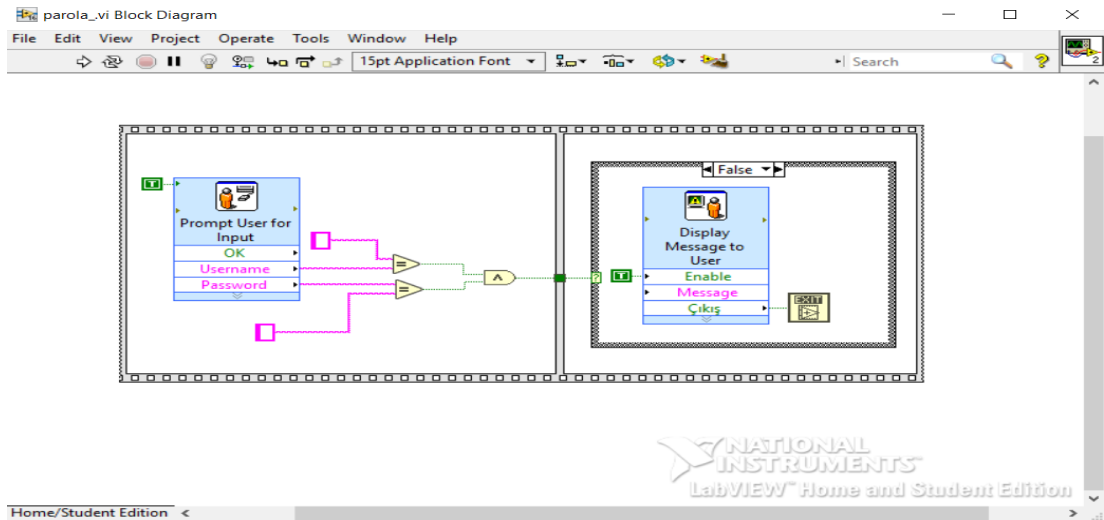 parola_.vi Block Diagram
File Edit View Project Operate Tools Window Help
15pt Application Font
Search
2
False
T
Prompt User for
Input
OK
Username
Password
=
=
∧
?
T
Display
Message to
User
Enable
Message
Çıkış
EXIT
NATIONAL
INSTRUMENTS™
LabVIEW™ Home and Student Edition
Home/Student Edition